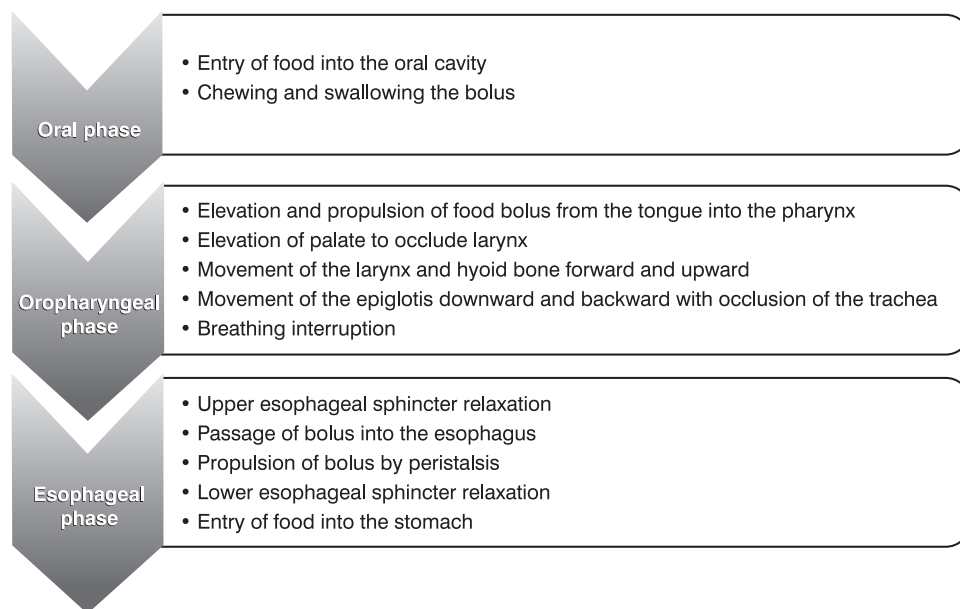 Oral phase
• Entry of food into the oral cavity
• Chewing and swallowing the bolus
Oropharyngeal
phase
• Elevation and propulsion of food bolus from the tongue into the pharynx
• Elevation of palate to occlude larynx
• Movement of the larynx and hyoid bone forward and upward
• Movement of the epiglotis downward and backward with occlusion of the trachea
• Breathing interruption
Esophageal
phase
• Upper esophageal sphincter relaxation
• Passage of bolus into the esophagus
• Propulsion of bolus by peristalsis
• Lower esophageal sphincter relaxation
• Entry of food into the stomach